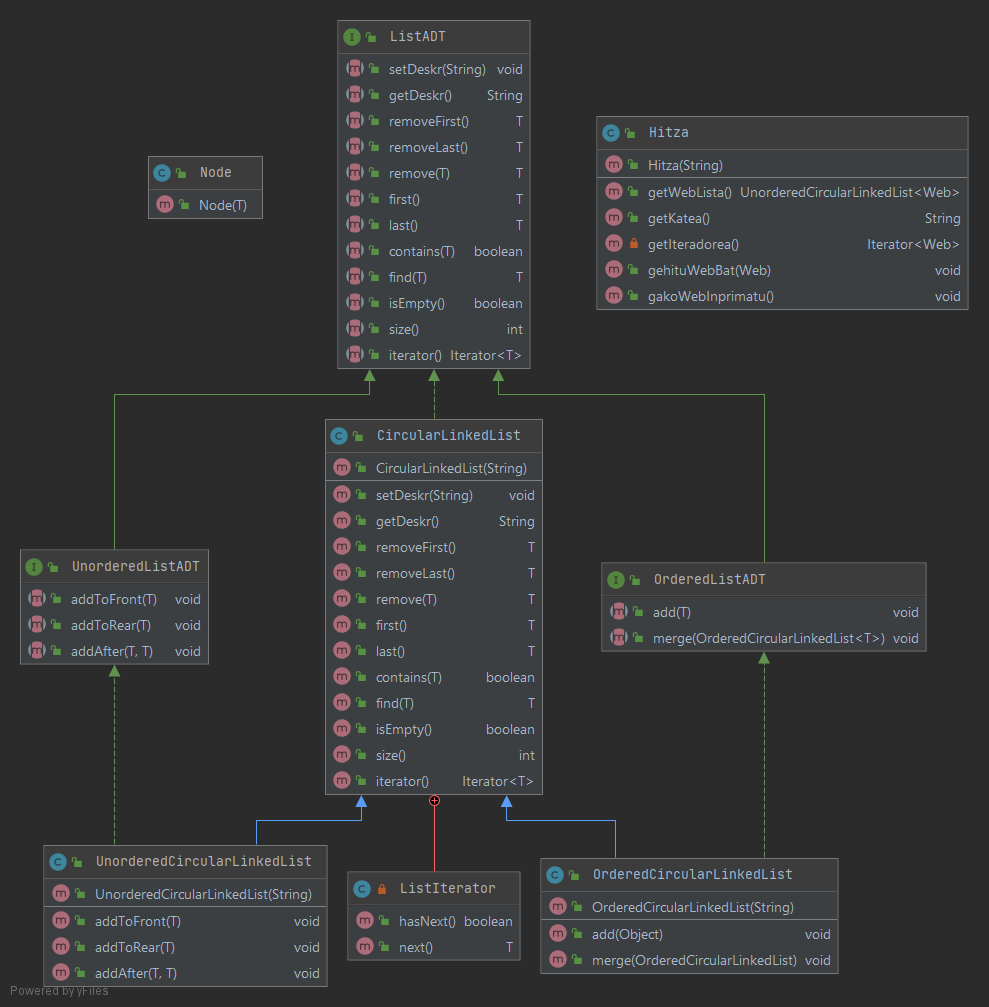 ListADT
setDeskr(String) void
getDeskr() String
removeFirst() T
removeLast() T
remove(T) T
first() T
last() T
contains(T) boolean
find(T) T
isEmpty() boolean
size() int
iterator() Iterator<T>
Node
Node(T)
Hitza
Hitza(String)
getWebLista() UnorderedCircularLinkedList<Web>
getKatea() String
getIteradorea() Iterator<Web>
gehituWebBat(Web) void
gakoWebInprimatu() void
CircularLinkedList
CircularLinkedList(String)
setDeskr(String) void
getDeskr() String
removeFirst() T
removeLast() T
remove(T) T
first() T
last() T
contains(T) boolean
find(T) T
isEmpty() boolean
size() int
iterator() Iterator<T>
UnorderedListADT
addToFront(T) void
addToRear(T) void
addAfter(T, T) void
OrderedListADT
add(T) void
merge(OrderedCircularLinkedList<T>) void
UnorderedCircularLinkedList
UnorderedCircularLinkedList(String)
addToFront(T) void
addToRear(T) void
addAfter(T, T) void
ListIterator
hasNext() boolean
next() T
OrderedCircularLinkedList
OrderedCircularLinkedList(String)
add(Object) void
merge(OrderedCircularLinkedList) void
Powered by yFiles